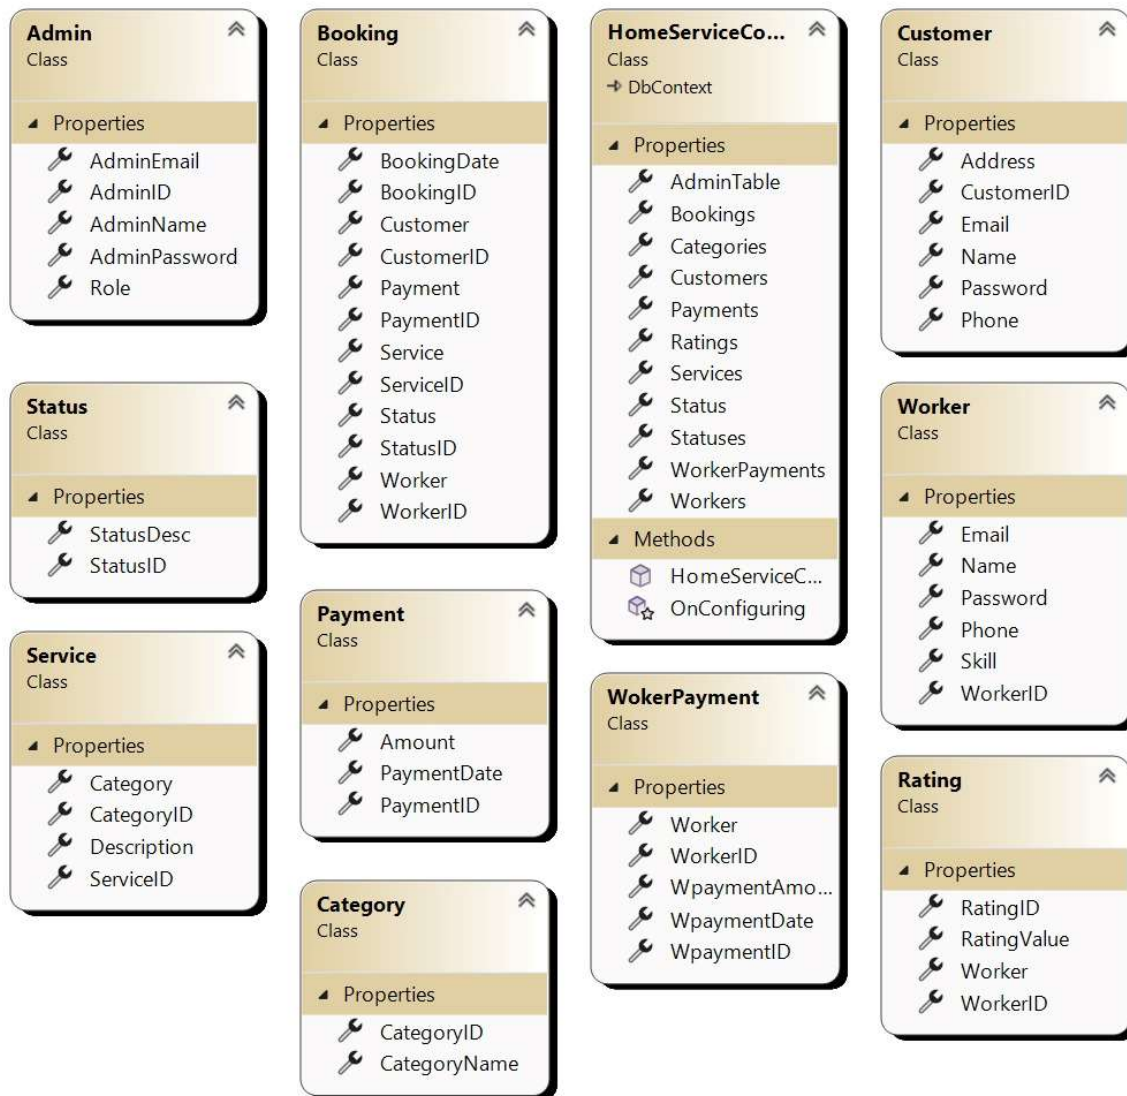 Admin
Class
Properties
AdminEmail
AdminID
AdminName
AdminPassword
Role
Status
Class
Properties
StatusDesc
StatusID
Service
Class
Properties
Category
CategoryID
Description
ServiceID
Booking
Class
Properties
BookingDate
BookingID
Customer
CustomerID
Payment
PaymentID
Service
ServiceID
Status
StatusID
Worker
WorkerID
Payment
Class
Properties
Amount
PaymentDate
PaymentID
Category
Class
Properties
CategoryID
CategoryName
HomeServiceCo...
Class
DbContext
Properties
AdminTable
Bookings
Categories
Customers
Payments
Ratings
Services
Status
Statuses
WorkerPayments
Workers
Methods
HomeServiceC...
OnConfiguring
WokerPayment
Class
Properties
Worker
WorkerID
WpaymentAmo...
WpaymentDate
WpaymentID
Customer
Class
Properties
Address
CustomerID
Email
Name
Password
Phone
Worker
Class
Properties
Email
Name
Password
Phone
Skill
WorkerID
Rating
Class
Properties
RatingID
RatingValue
Worker
WorkerID